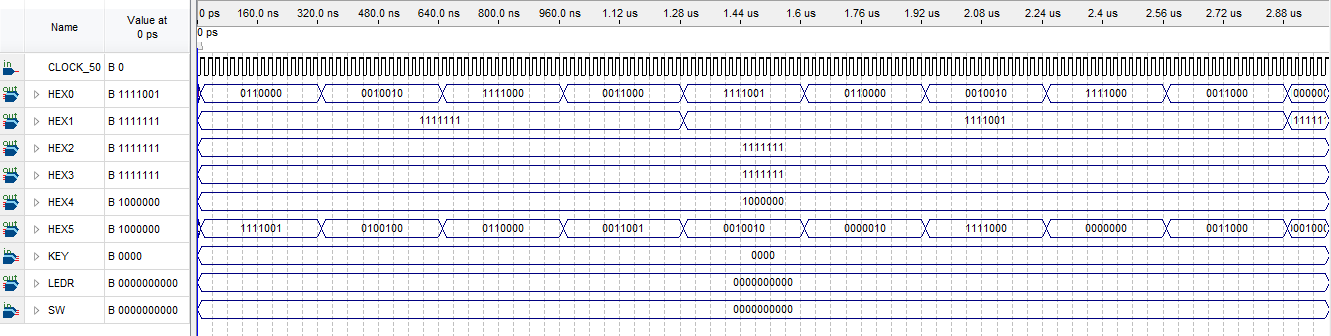 Name Value at 0 ps
0 ps 160.0 ns 320.0 ns 480.0 ns 640.0 ns 800.0 ns 960.0 ns 1.12 us 1.28 us 1.44 us 1.6 us 1.76 us 1.92 us 2.08 us 2.24 us 2.4 us 2.56 us 2.72 us 2.88 us
0 ps
in CLOCK_50 B 0
out HEX0 B 1111001 0110000 0010010 1111000 0011000 1111001 0110000 0010010 1111000 0011000 000000
out HEX1 B 1111111 1111111 1111001 11111
out HEX2 B 1111111 1111111
out HEX3 B 1111111 1111111
out HEX4 B 1000000 1000000
out HEX5 B 1000000 1111001 0100100 0110000 0011001 0010010 0000010 1111000 0000000 0011000 001000
in KEY B 0000 0000
out LEDR B 0000000000 0000000000
in SW B 0000000000 0000000000